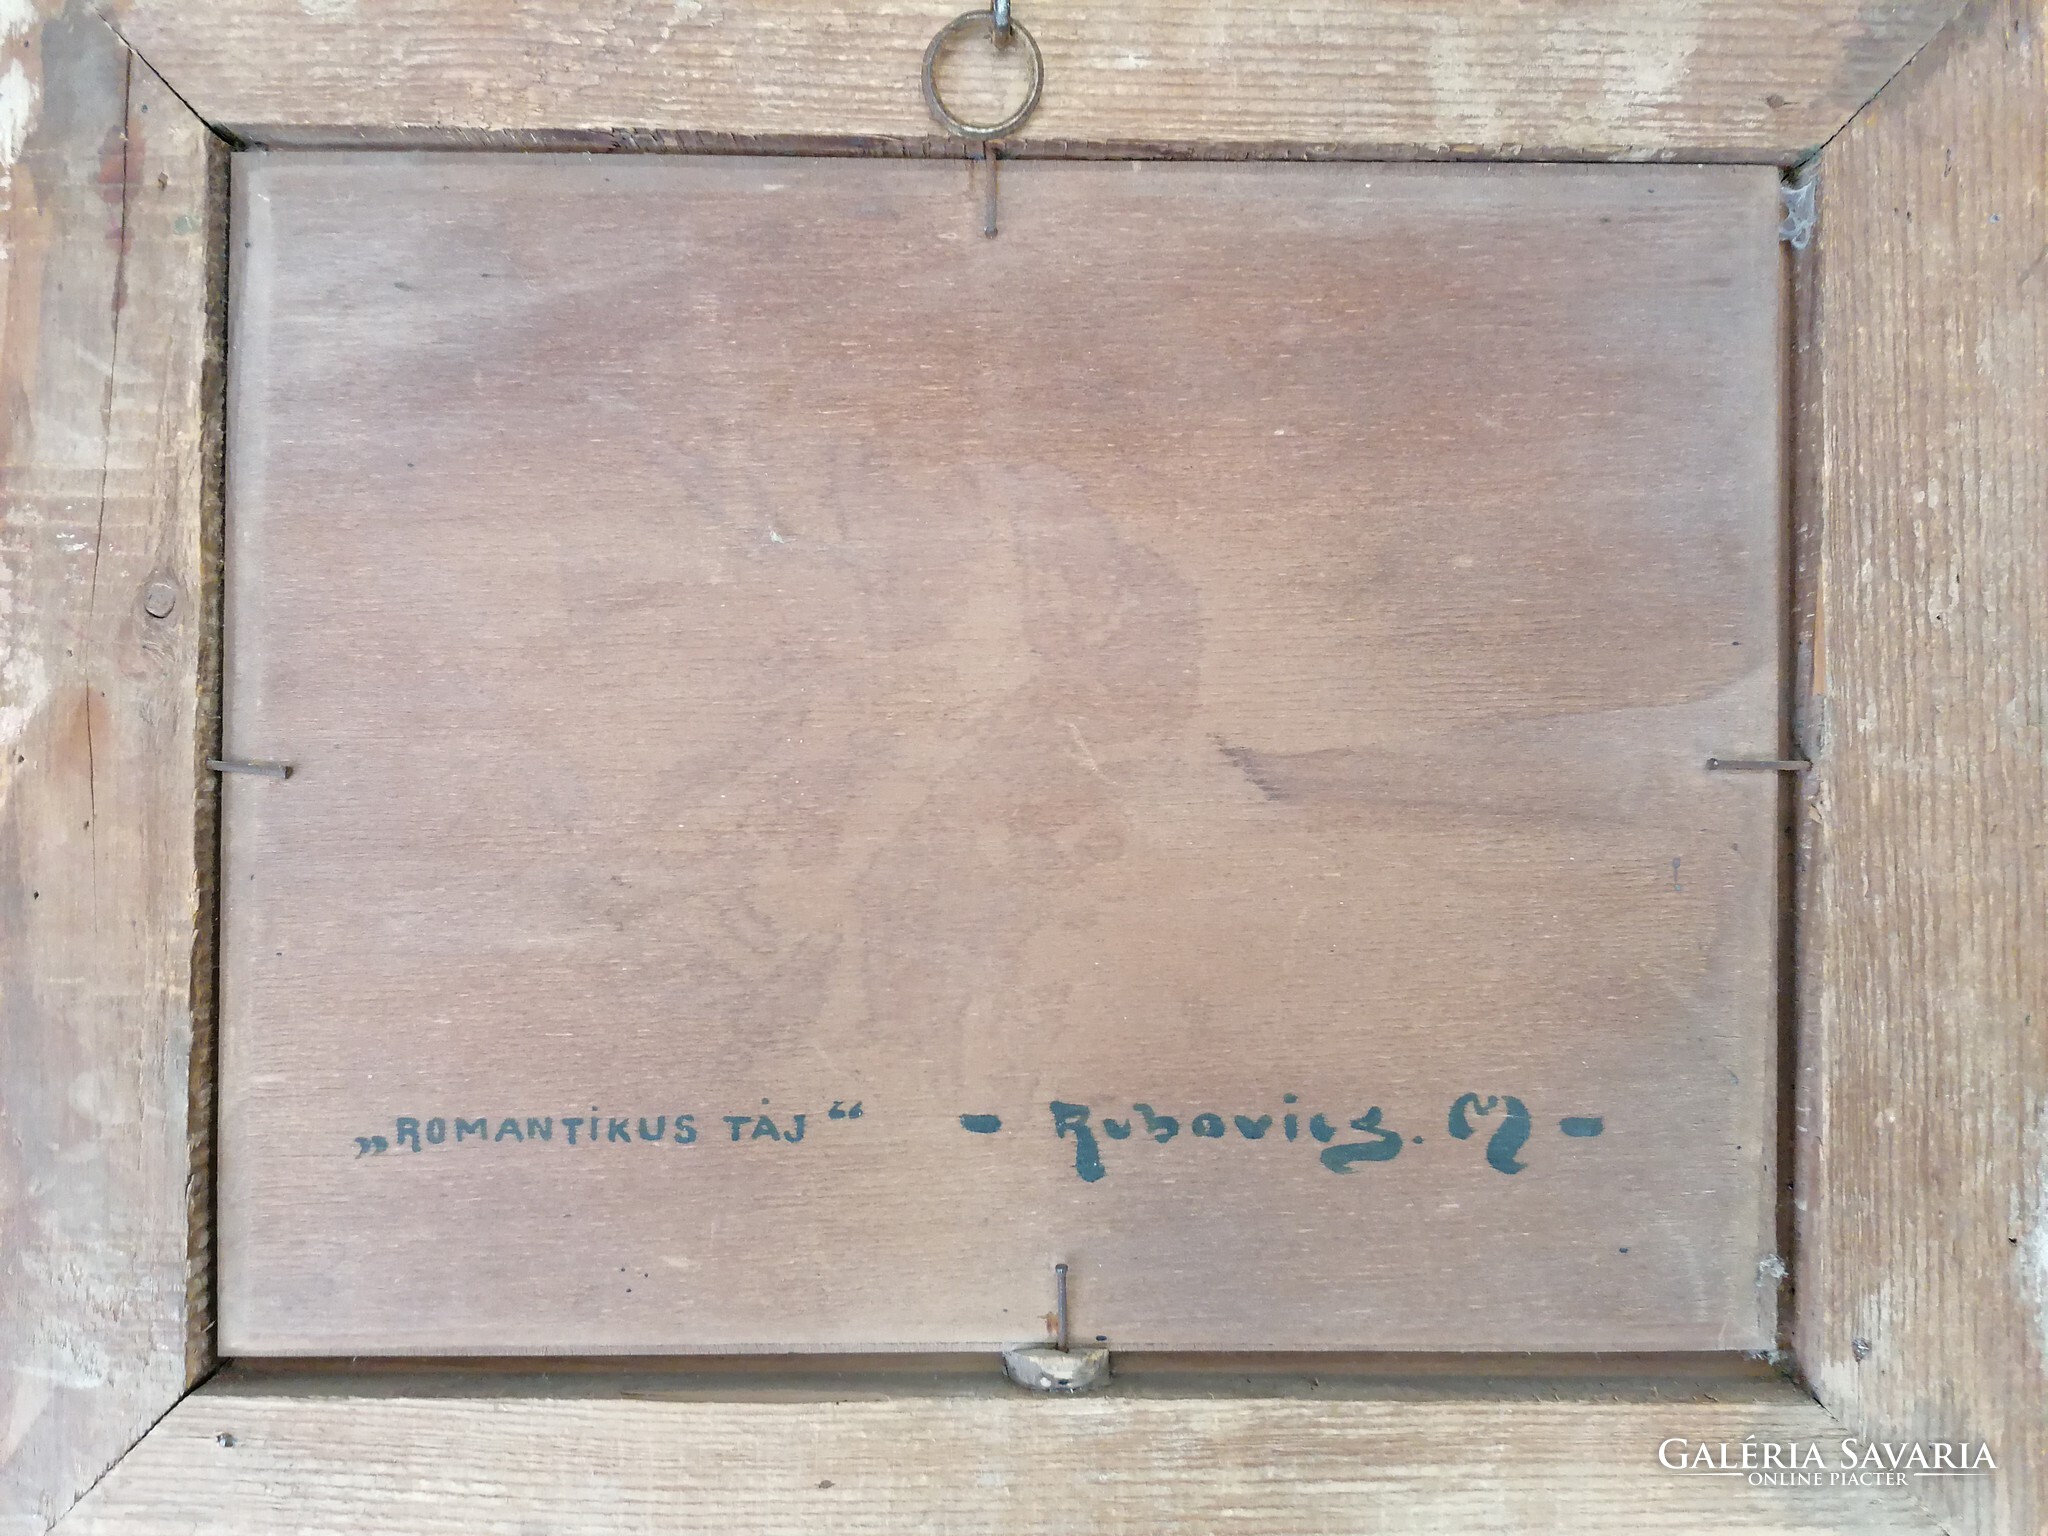 „ROMANTIKUS TÁJ“ - Rubovics. M -
GALÉRIA SAVARIA
ONLINE PIACTÉR